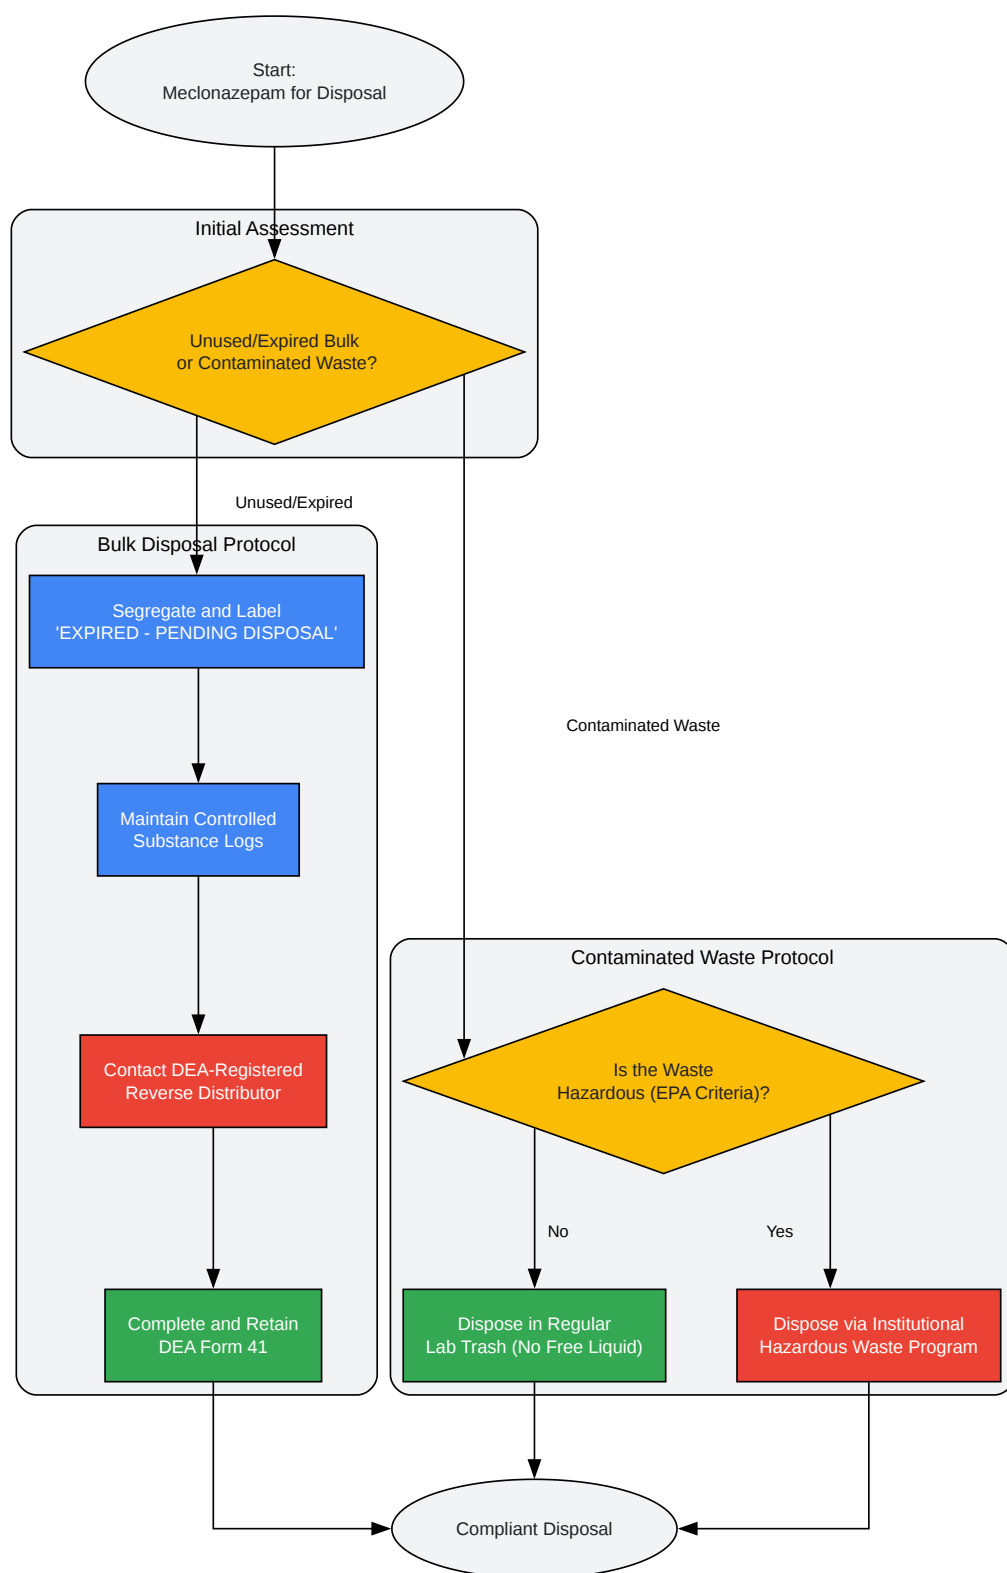 Start:
Meclonazepam for Disposal
Initial Assessment
Unused/Expired Bulk
or Contaminated Waste?
Unused/Expired
Bulk Disposal Protocol
Segregate and Label
'EXPIRED - PENDING DISPOSAL'
Contaminated Waste
Maintain Controlled
Substance Logs
Contaminated Waste Protocol
Contact DEA-Registered
Reverse Distributor
Is the Waste
Hazardous (EPA Criteria)?
No
Yes
Complete and Retain
DEA Form 41
Dispose in Regular
Lab Trash (No Free Liquid)
Dispose via Institutional
Hazardous Waste Program
Compliant Disposal